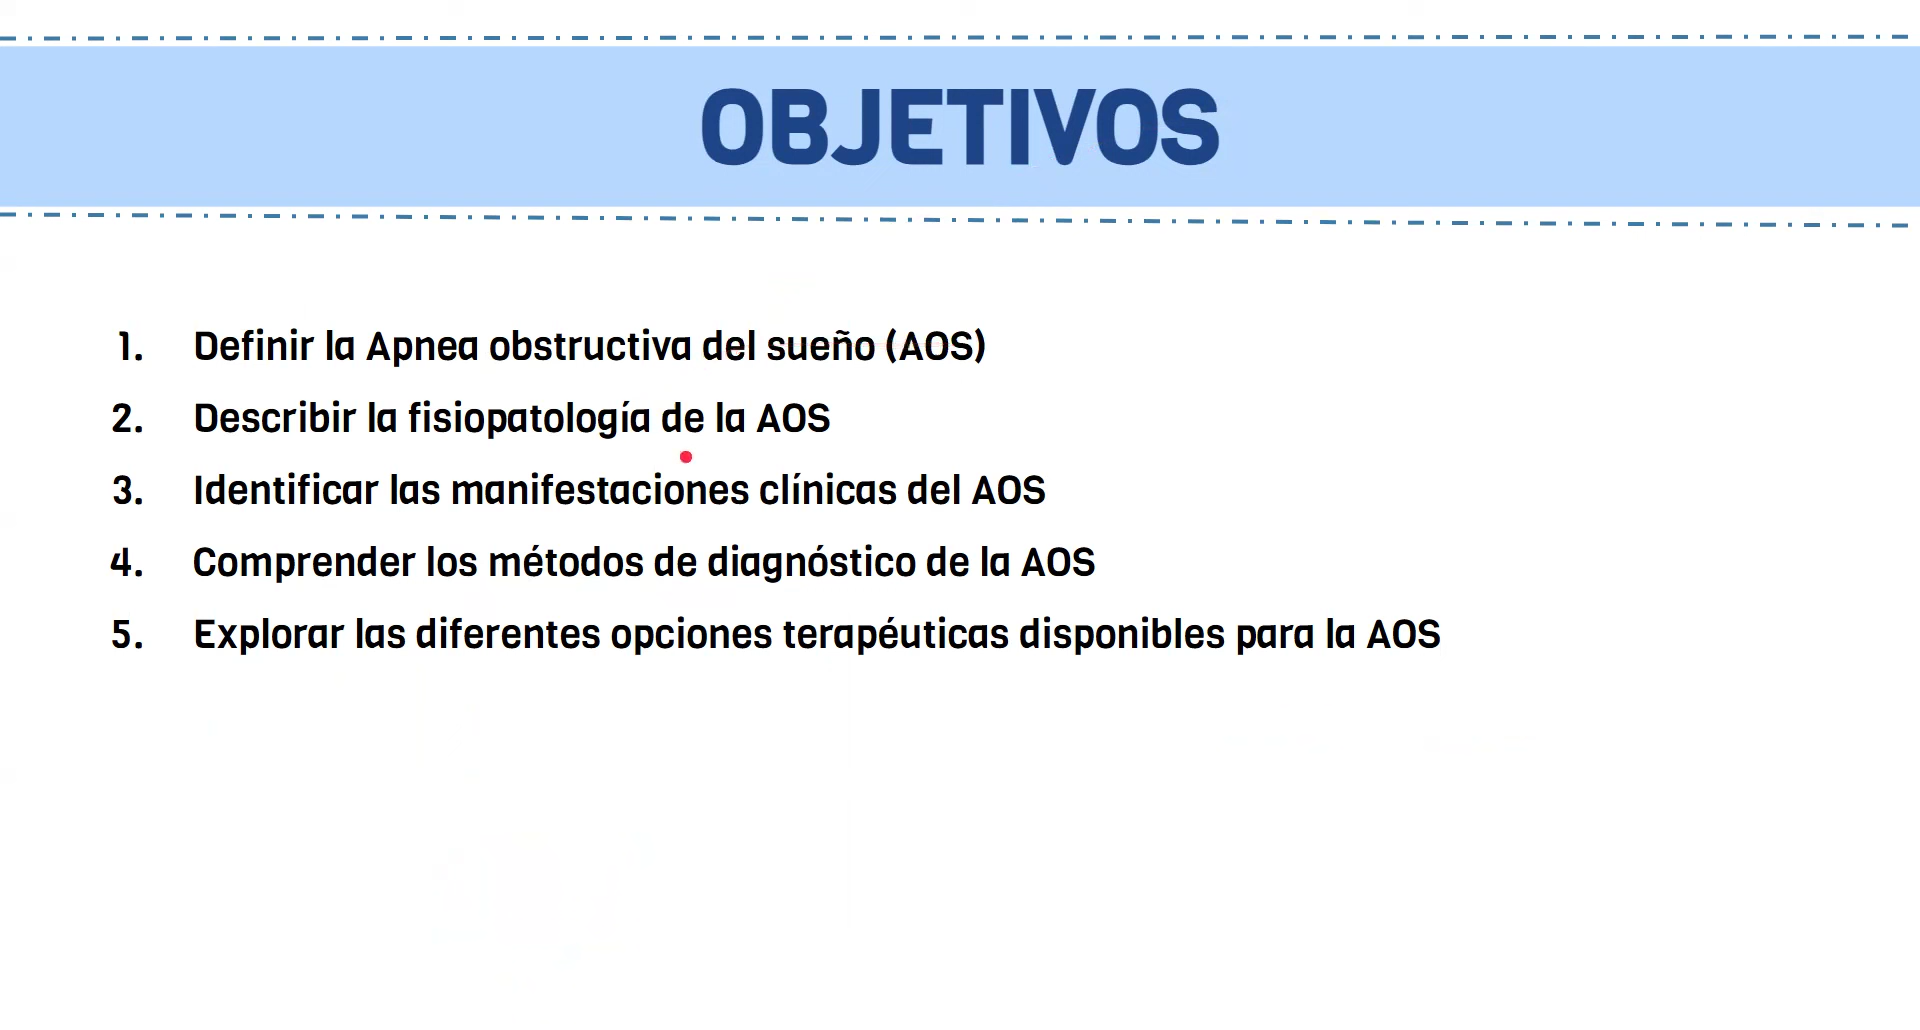 OBJETIVOS
1. Definir la Apnea obstructiva del sueño (AOS)
2. Describir la fisiopatología de la AOS
3. Identificar las manifestaciones clínicas del AOS
4. Comprender los métodos de diagnóstico de la AOS
5. Explorar las diferentes opciones terapéuticas disponibles para la AOS